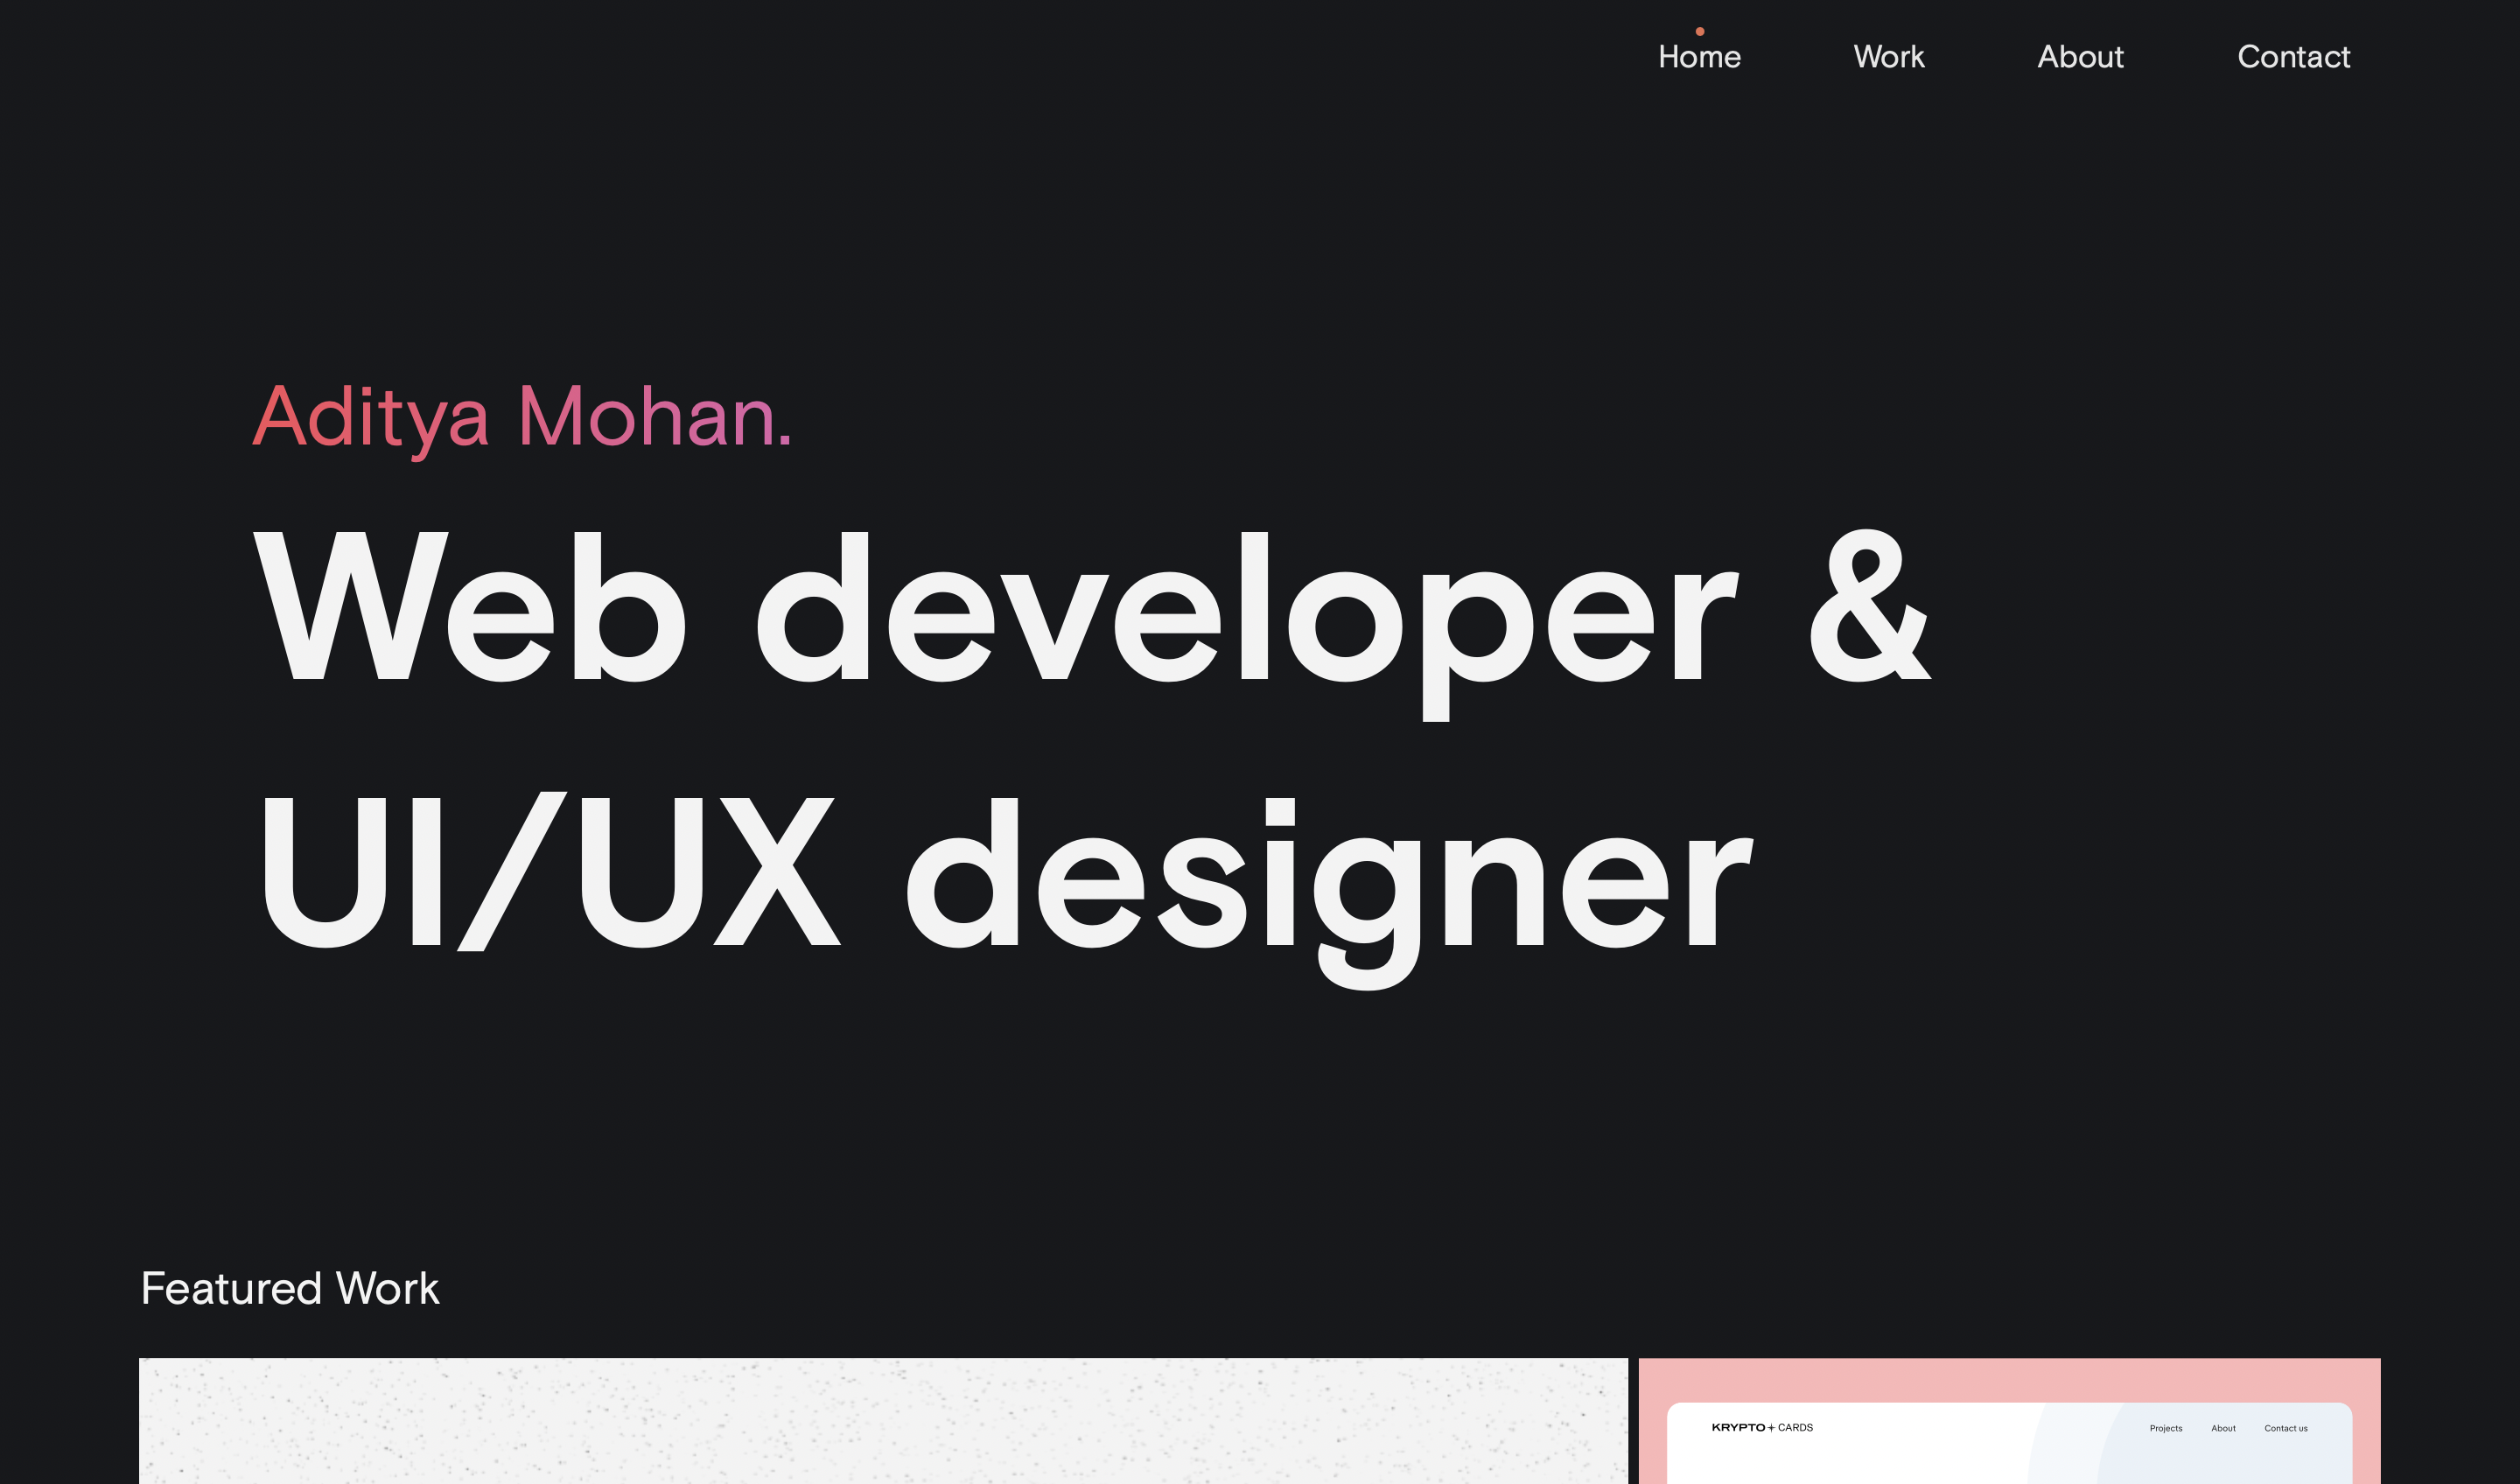 Home Work About Contact
Aditya Mohan.
Web developer &
UI/UX designer
Featured Work
KRYPTO+CARDS Projects About Contact us